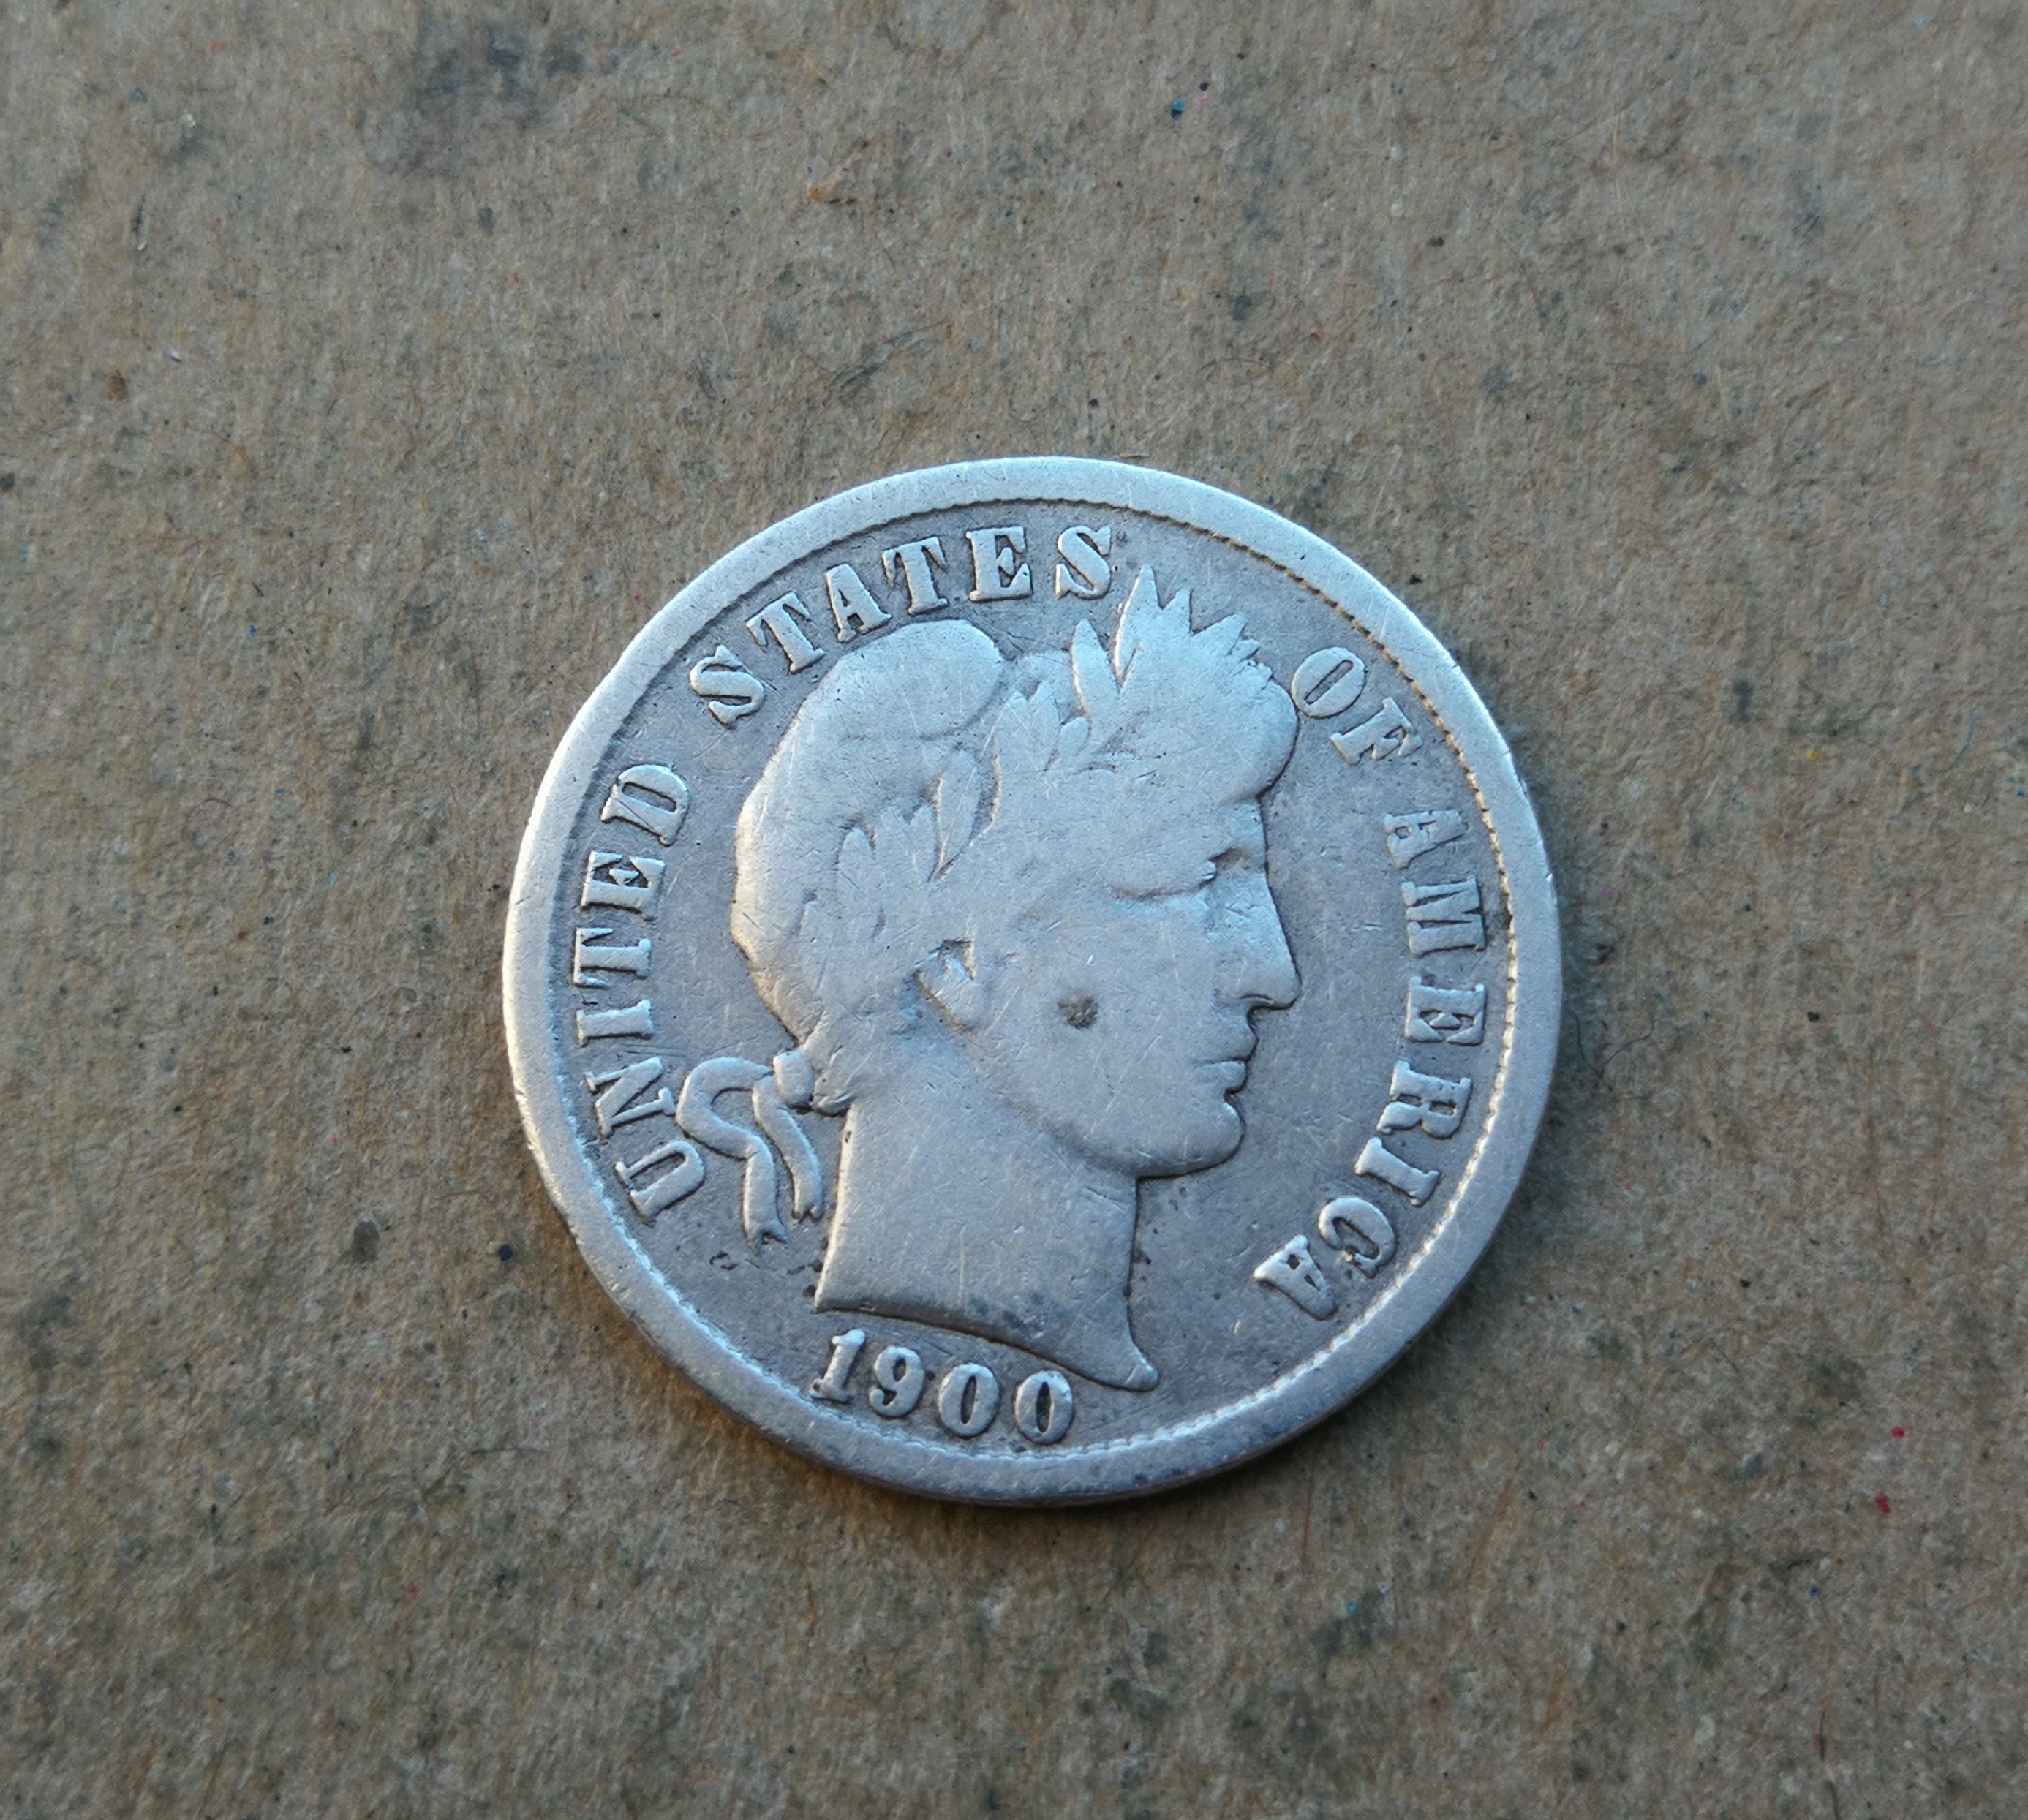 UNITED STATES OF AMERICA
1900